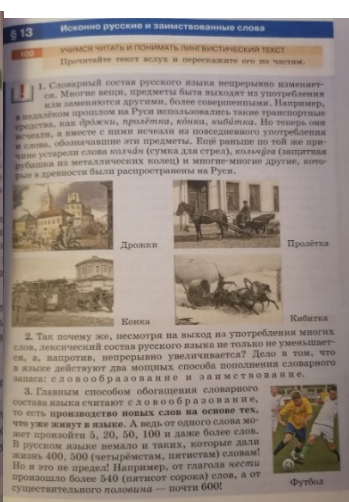 § 13
Исконно русские и заимствованные слова
100
УЧИМСЯ ЧИТАТЬ И ПОНИМАТЬ ЛИНГВИСТИЧЕСКИЙ ТЕКСТ
Прочитайте текст вслух и перескажите его по частям.
! 1. Словарный состав русского языка непрерывно изменяет-
ся. Многие вещи, предметы быта выходят из употребления
или заменяются другими, более совершенными. Например,
в недалёком прошлом на Руси использовались такие транспортные
средства, как дрожки, пролётка, конка, кибитка. Но теперь они
исчезли, а вместе с ними исчезли из повседневного употребления
и слова, обозначавшие эти предметы. Ещё раньше по той же при-
чине устарели слова колчан (сумка для стрел), кольчуга (защитная
рубашка из металлических колец) и многие-многие другие, кото-
рые в древности были распространены на Руси.
Дрожки
Пролётка
Конка
Кибитка
2. Так почему же, несмотря на выход из употребления многих
слов, лексический состав русского языка не только не уменьшает-
ся, а, напротив, непрерывно увеличивается? Дело в том, что
в языке действуют два мощных способа пополнения словарного
запаса: словообразование и заимствование.
3. Главным способом обогащения словарного
состава языка считают словообразование,
то есть производство новых слов на основе тех,
что уже живут в языке. А ведь от одного слова мо-
жет произойти 5, 20, 50, 100 и даже более слов.
В русском языке немало и таких, которые дали
жизнь 400, 500 (четырёмстам, пятистам) словам!
Но и это не предел! Например, от глагола нести
произошло более 540 (пятисот сорока) слов, а от
существительного половина — почти 600!
Футбол